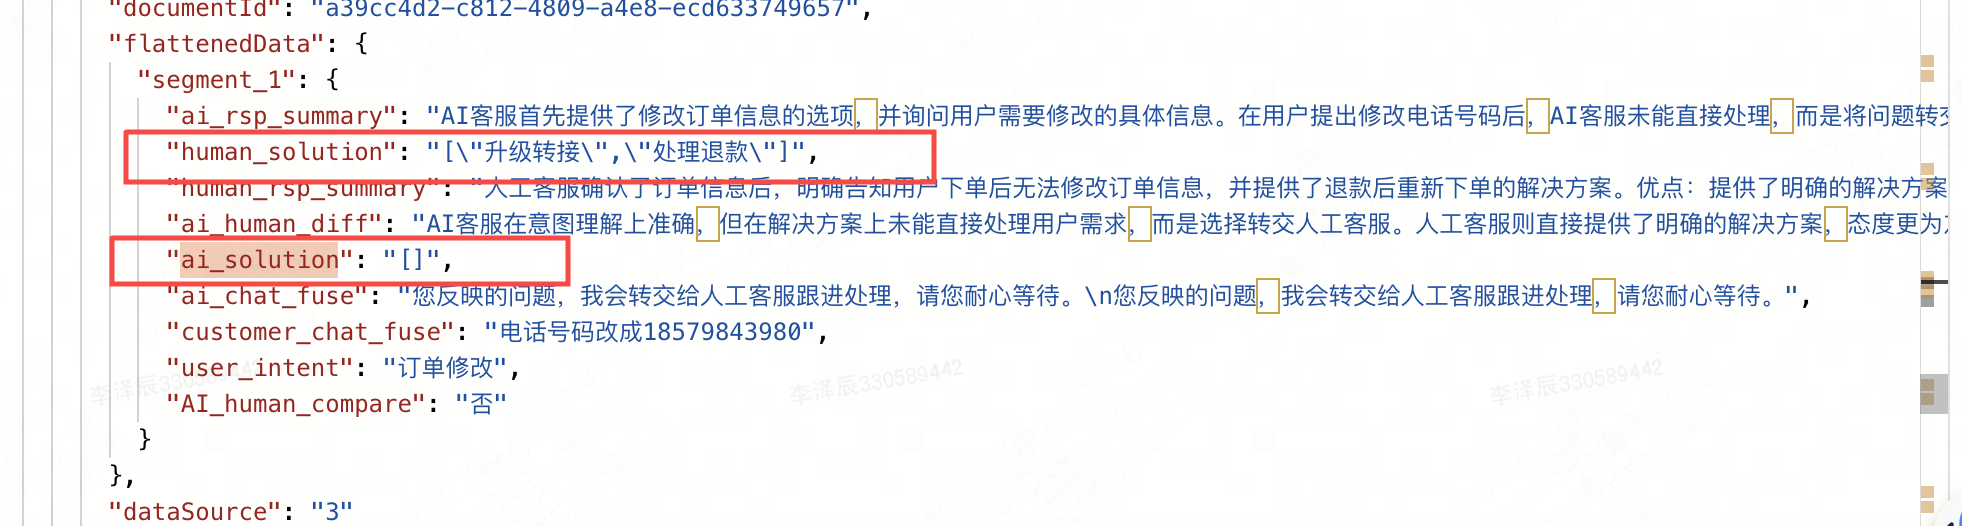 "documentId": "a39cc4d2-c812-4809-a4e8-ecd633749657",
"flattenedData": {
"segment_1": {
"ai_rsp_summary": "AI客服首先提供了修改订单信息的选项，并询问用户需要修改的具体信息。在用户提出修改电话号码后，AI客服未能直接处理，而是将问题转交
"human_solution": "[\"升级转接\",\"处理退款\"]",
"human_rsp_summary": "人工客服确认了订单信息后，明确告知用户下单后无法修改订单信息，并提供了退款后重新下单的解决方案。优点：提供了明确的解决方案
"ai_human_diff": "AI客服在意图理解上准确，但在解决方案上未能直接处理用户需求，而是选择转交人工客服。人工客服则直接提供了明确的解决方案，态度更为
"ai_solution": "[]",
"ai_chat_fuse": "您反映的问题，我会转交给人工客服跟进处理，请您耐心等待。\n您反映的问题，我会转交给人工客服跟进处理，请您耐心等待。",
"customer_chat_fuse": "电话号码改成18579843980",
"user_intent": "订单修改",
"AI_human_compare": "否"
}
},
"dataSource": "3"
李泽辰330589442
李泽辰330589442
李泽辰330589442